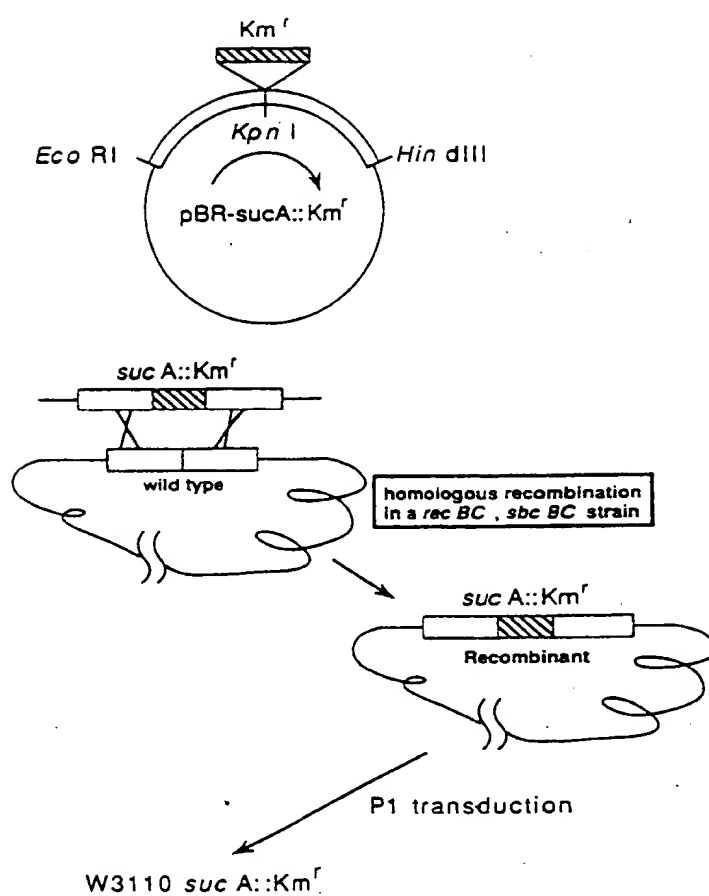 Km r
Kpn I
Eco RI
Hin dIII
pBR-sucA::Km r
suc A::Km r
wild type
homologous recombination
in a rec BC , sbc BC strain
suc A::Km r
Recombinant
P1 transduction
W3110 suc A::Km r